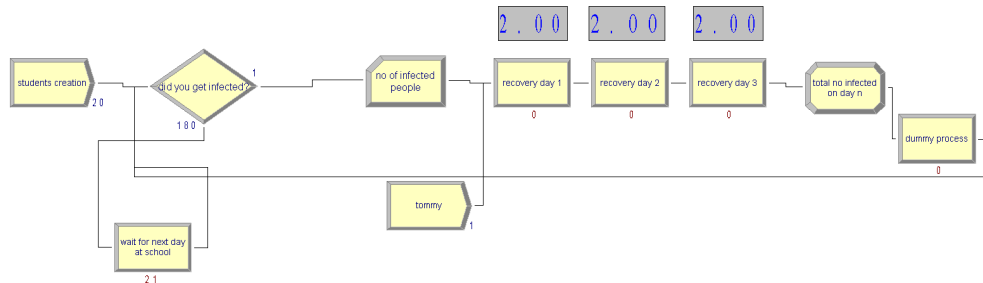 2.00
2.00
2.00
students creation
20
did you get infected?
1
180
no of infected
people
recovery day 1
0
recovery day 2
0
recovery day 3
0
total no infected
on day n
dummy process
0
tommy
1
wait for next day
at school
21